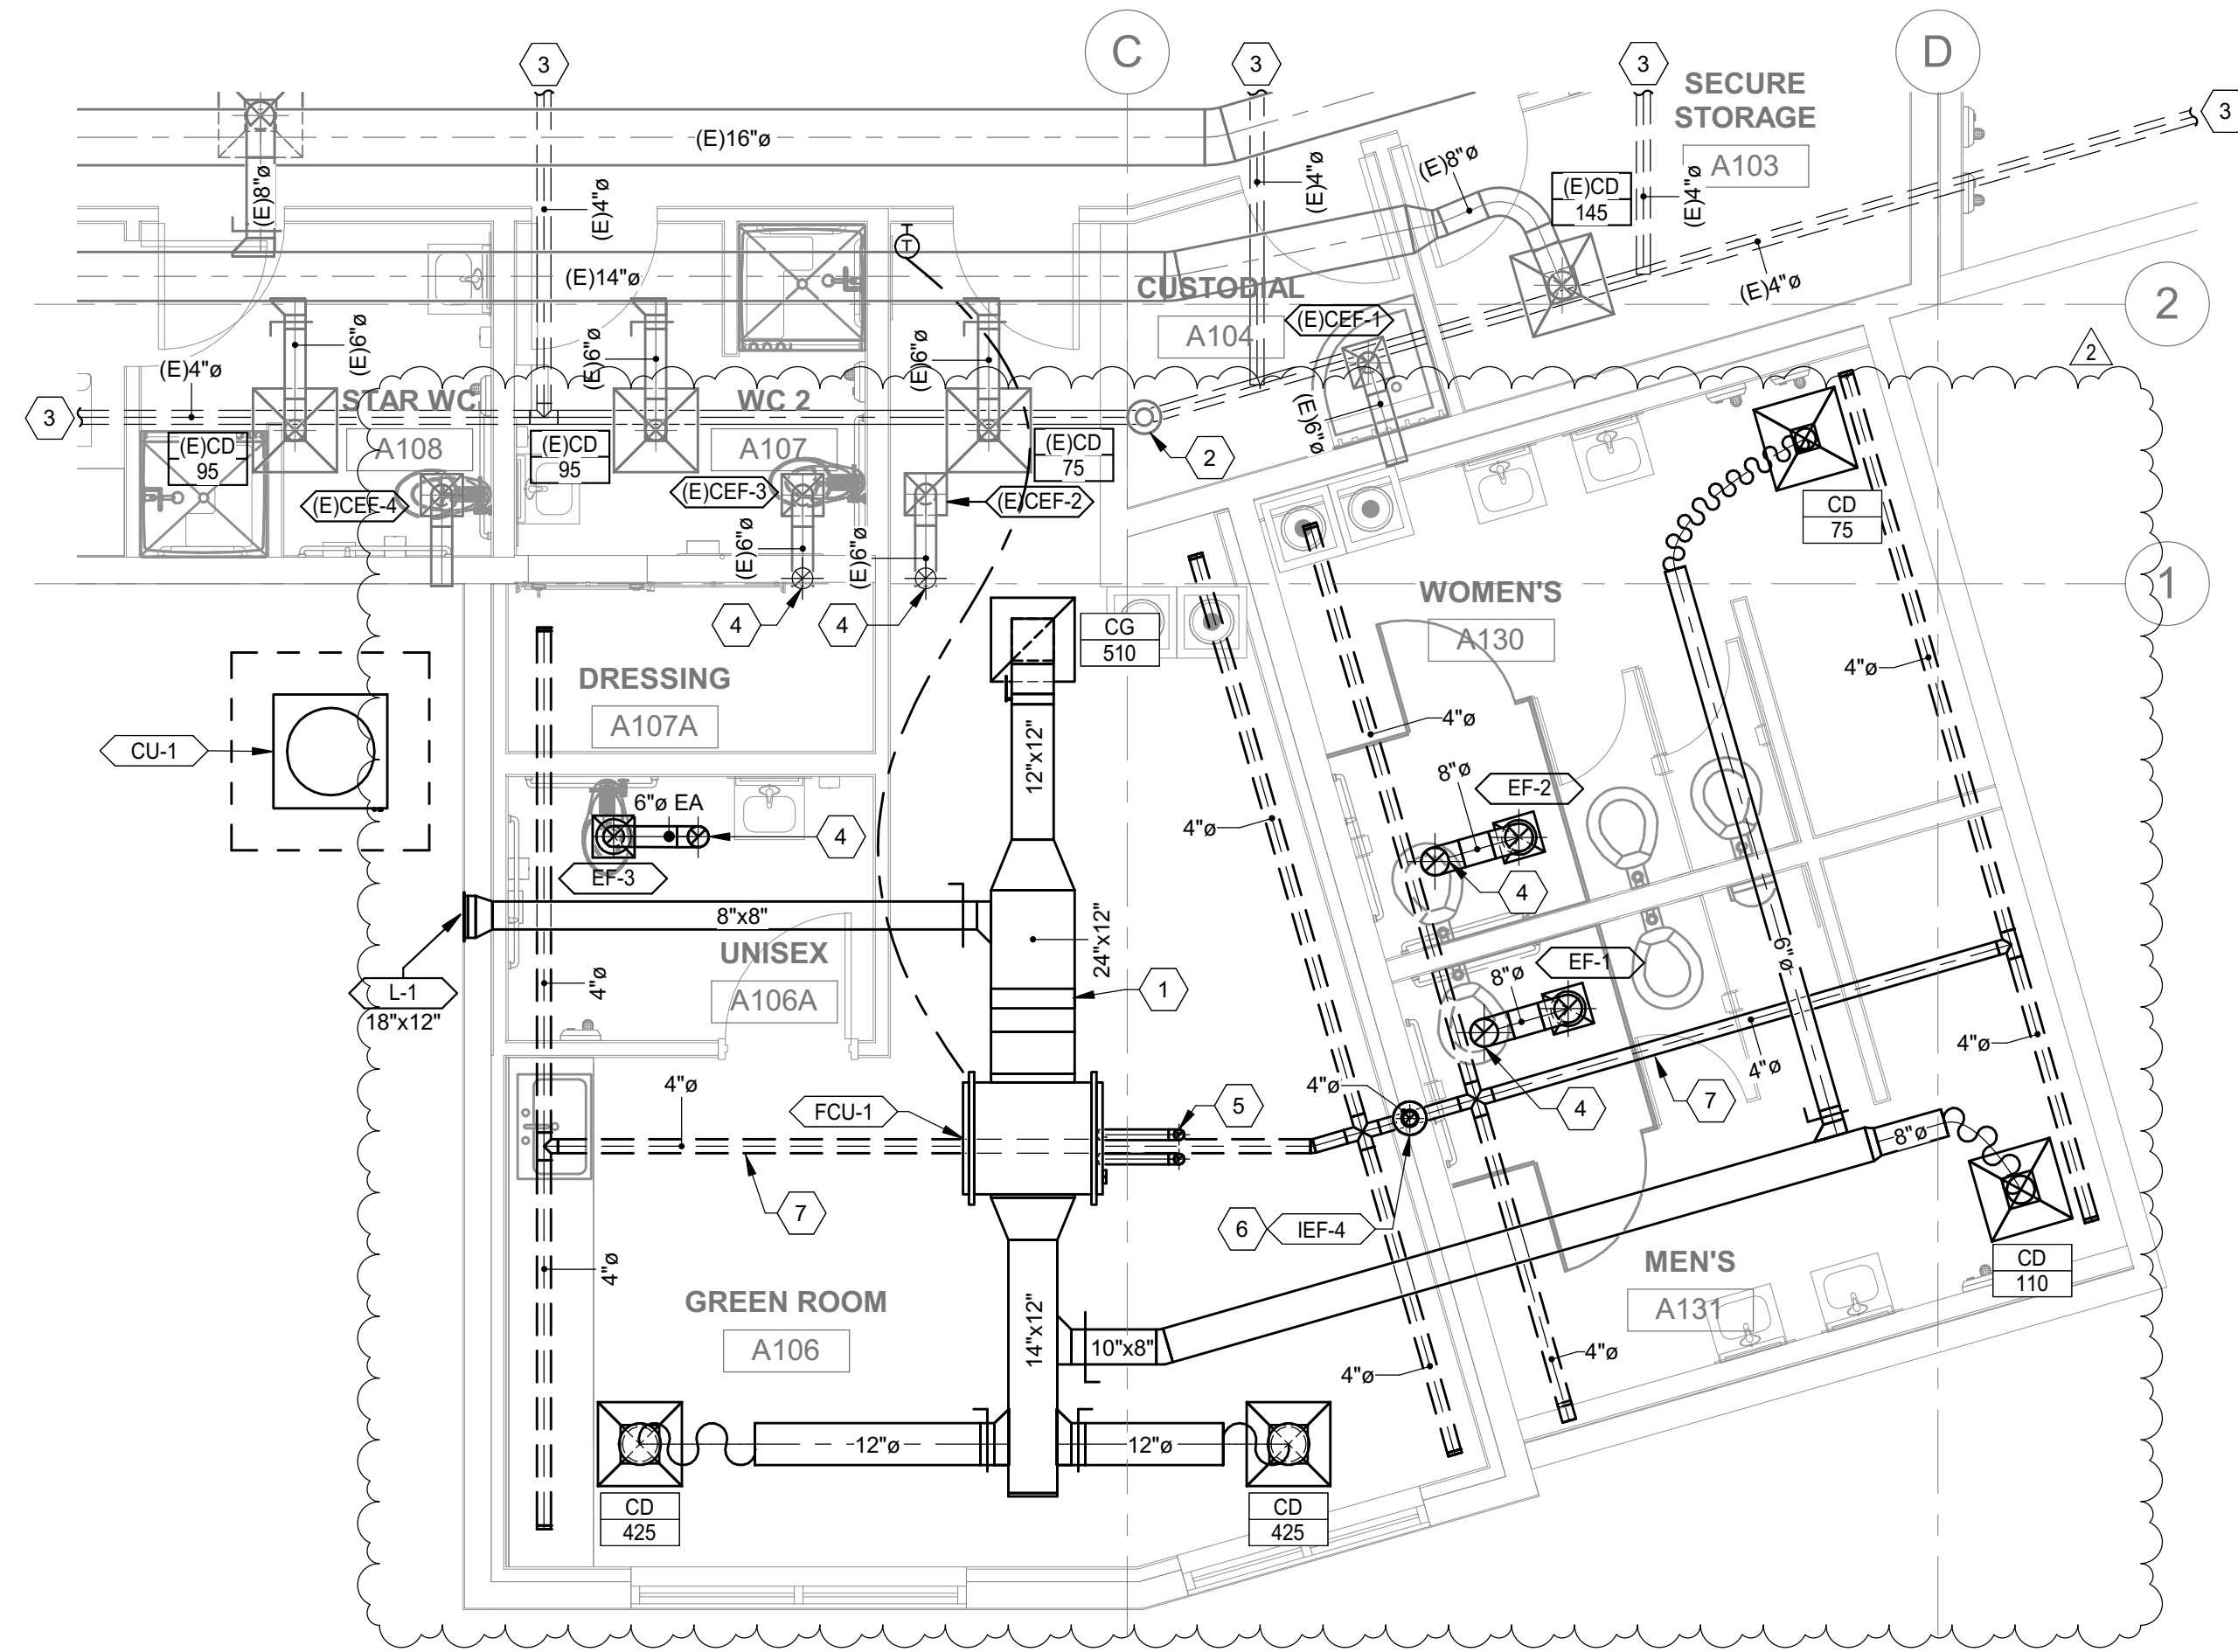 C
D
3
3
3
3
SECURE
STORAGE
A103
(E)16"ø
(E)8"ø
(E)4"ø
(E)4"ø
(E)8"ø
(E)CD
145
(E)4"ø
T
(E)14"ø
CUSTODIAL
A104
(E)CEF-1
(E)4"ø
2
2
(E)6"ø
(E)6"ø
(E)6"ø
(E)4"ø
3
STAR WC
A108
WC 2
A107
(E)CD
95
(E)CD
95
(E)CD
75
2
(E)6"ø
(E)CEF-4
(E)CEF-3
(E)CEF-2
CD
75
(E)6"ø
(E)6"ø
4
4
WOMEN'S
A130
1
CG
510
DRESSING
A107A
4"ø
4"ø
CU-1
12"x12"
8"ø
EF-2
6"ø EA
4
4"ø
EF-3
4
8"x8"
24"x12"
UNISEX
A106A
L-1
18"x12"
4"ø
1
8"ø
EF-1
6"ø
4"ø
4"ø
4"ø
FCU-1
5
4"ø
4
7
8"ø
7
6
IEF-4
4"ø
MEN'S
A131
CD
110
GREEN ROOM
A106
14"x12"
10"x8"
4"ø
4"ø
12"ø
12"ø
CD
425
CD
425